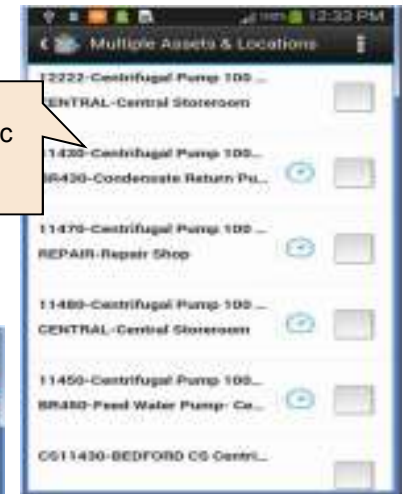 12:33 PM
Multiple Assets & Locations
12222-Centrifugal Pump 100 ...
CENTRAL-Central Storeroom
c
11430-Centrifugal Pump 100...
BR430-Condensate Return Pu...
11470-Centrifugal Pump 100 ...
REPAIR-Repair Shop
11480-Centrifugal Pump 100 ...
CENTRAL-Central Storeroom
11450-Centrifugal Pump 100...
BR450-Feed Water Pump- Ce...
CS11430-BEDFORD CS Centri...